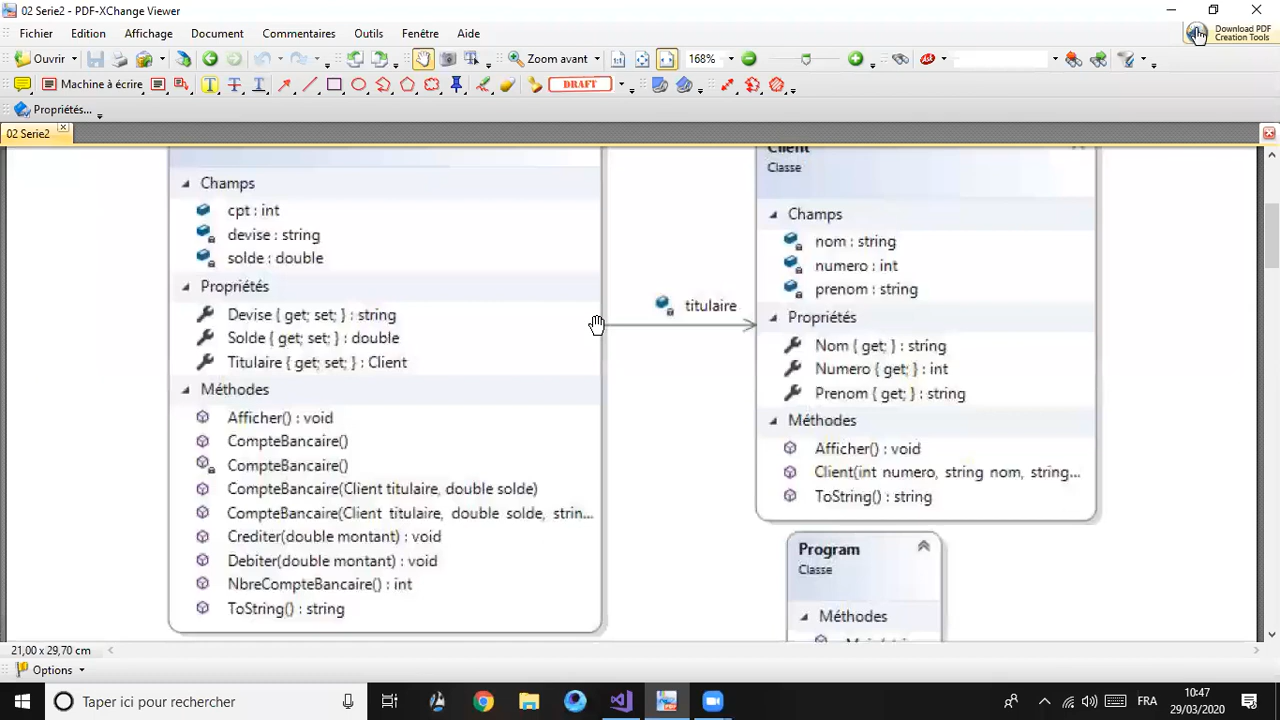 02 Serie2 - PDF-XChange Viewer
Fichier Edition Affichage Document Commentaires Outils Fenêtre Aide
Download PDF
Creation Tools
Ouvrir Zoom avant 168%
Machine à écrire DRAFT
Propriétés...
02 Serie2
Champs
cpt : int
devise : string
solde : double
Propriétés
Devise { get; set; } : string
Solde { get; set; } : double
Titulaire { get; set; } : Client
Méthodes
Afficher() : void
CompteBancaire()
CompteBancaire()
CompteBancaire(Client titulaire, double solde)
CompteBancaire(Client titulaire, double solde, strin...
Crediter(double montant) : void
Debiter(double montant) : void
NbreCompteBancaire() : int
ToString() : string
titulaire
Client
Classe
Champs
nom : string
numero : int
prenom : string
Propriétés
Nom { get; } : string
Numero { get; } : int
Prenom { get; } : string
Méthodes
Afficher() : void
Client(int numero, string nom, string...
ToString() : string
Program
Classe
Méthodes
21,00 x 29,70 cm
Options
Taper ici pour rechercher
FRA
10:47
29/03/2020